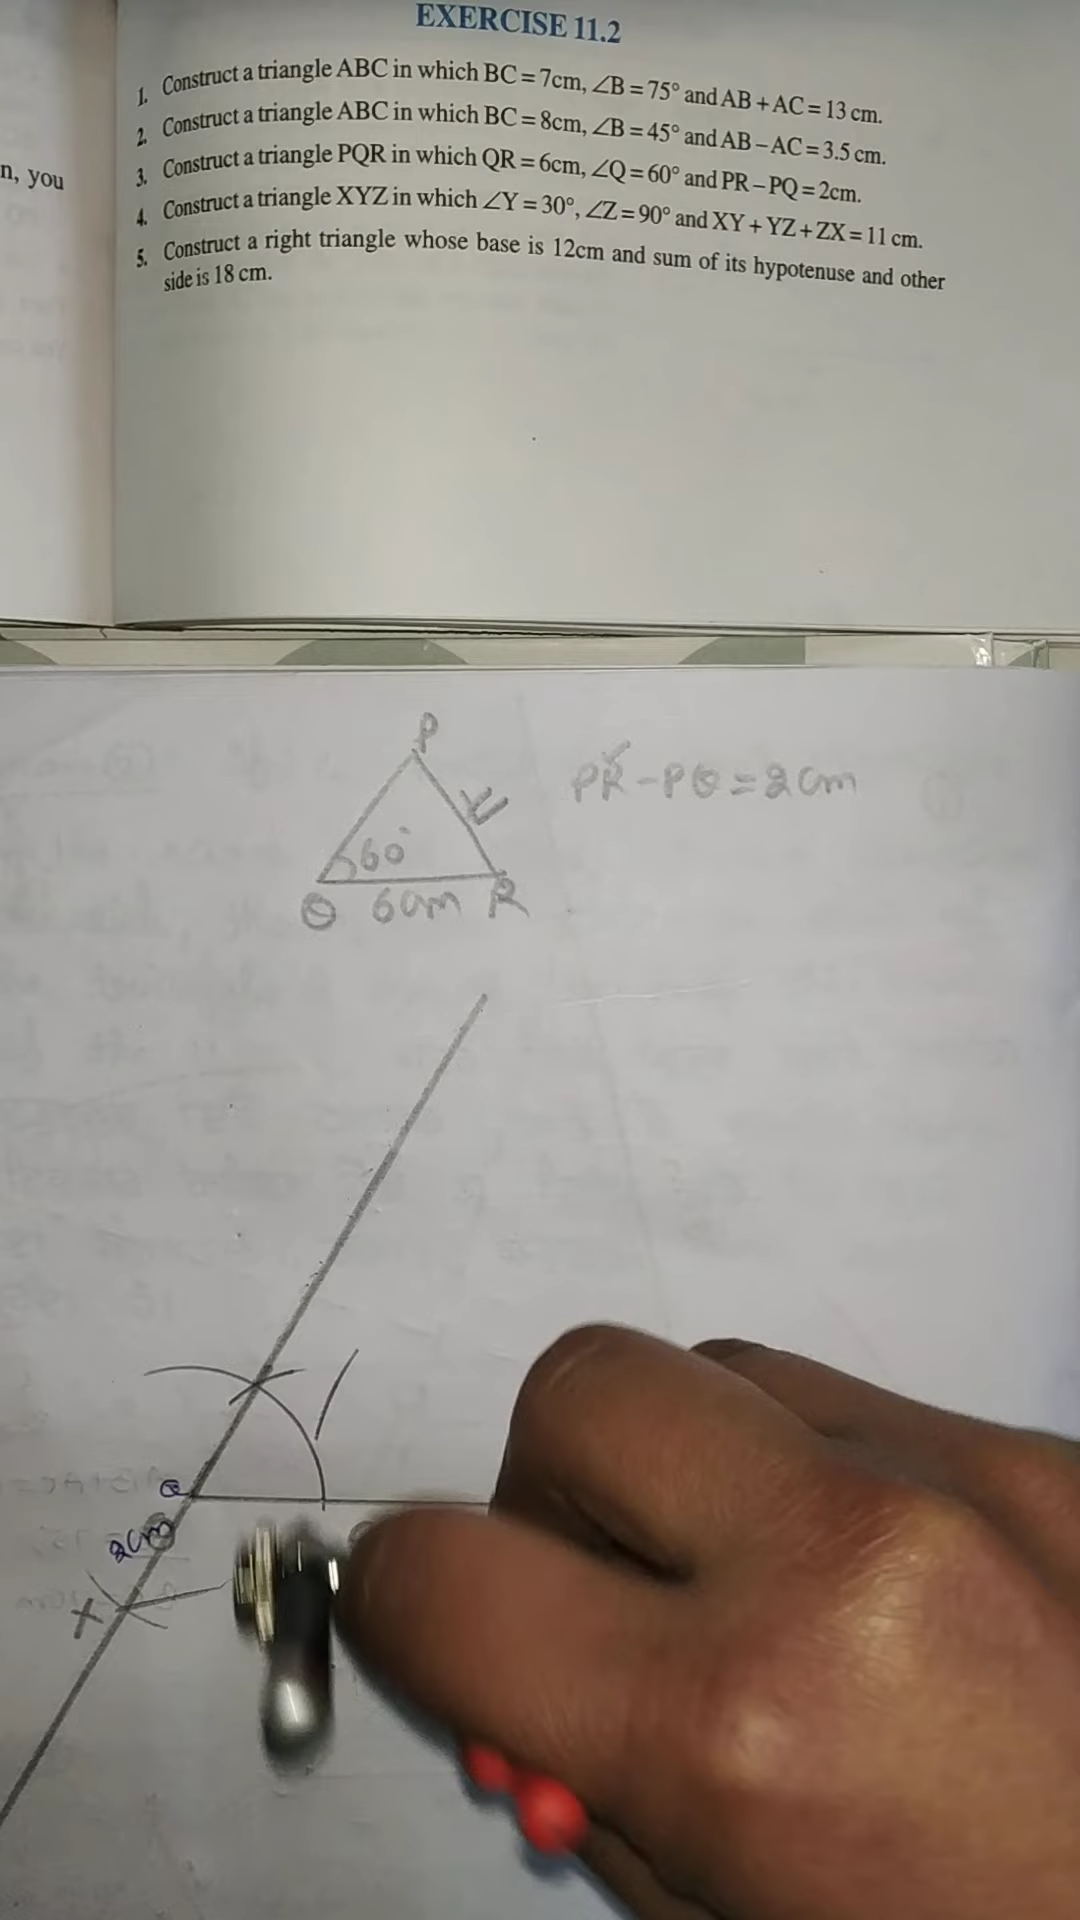 EXERCISE 11.2
1. Construct a triangle ABC in which BC = 7cm, ∠B = 75° and AB + AC = 13 cm.
2. Construct a triangle ABC in which BC = 8cm, ∠B = 45° and AB – AC = 3.5 cm.
n, you
3. Construct a triangle PQR in which QR = 6cm, ∠Q = 60° and PR – PQ = 2cm.
4. Construct a triangle XYZ in which ∠Y = 30°, ∠Z = 90° and XY + YZ + ZX = 11 cm.
5. Construct a right triangle whose base is 12cm and sum of its hypotenuse and other
side is 18 cm.
P
PR - PQ = 2cm
60°
Q 6cm R
Q
2cm
X